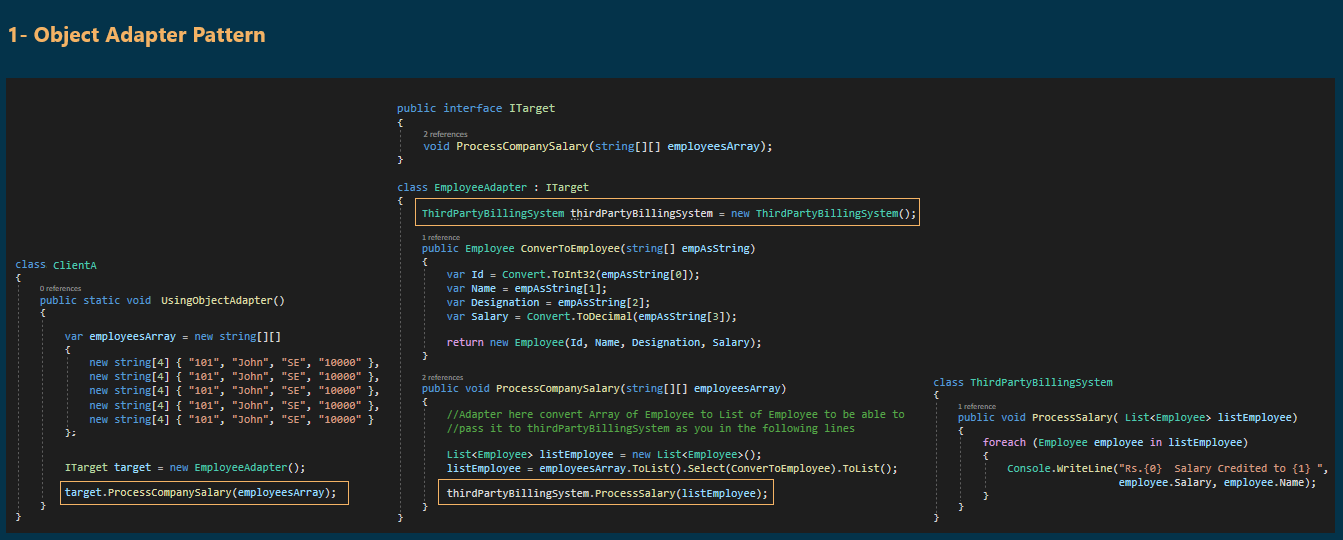 1- Object Adapter Pattern
class ClientA
{
0 references
public static void UsingObjectAdapter()
{
var employeesArray = new string[][]
{
new string[4] { "101", "John", "SE", "10000" },
new string[4] { "101", "John", "SE", "10000" },
new string[4] { "101", "John", "SE", "10000" },
new string[4] { "101", "John", "SE", "10000" },
new string[4] { "101", "John", "SE", "10000" }
};
ITarget target = new EmployeeAdapter();
target.ProcessCompanySalary(employeesArray);
}
}
public interface ITarget
{
2 references
void ProcessCompanySalary(string[][] employeesArray);
}
class EmployeeAdapter : ITarget
{
ThirdPartyBillingSystem thirdPartyBillingSystem = new ThirdPartyBillingSystem();
1 reference
public Employee ConverToEmployee(string[] empAsString)
{
var Id = Convert.ToInt32(empAsString[0]);
var Name = empAsString[1];
var Designation = empAsString[2];
var Salary = Convert.ToDecimal(empAsString[3]);
return new Employee(Id, Name, Designation, Salary);
}
2 references
public void ProcessCompanySalary(string[][] employeesArray)
{
//Adapter here convert Array of Employee to List of Employee to be able to
//pass it to thirdPartyBillingSystem as you in the following lines
List<Employee> listEmployee = new List<Employee>();
listEmployee = employeesArray.ToList().Select(ConverToEmployee).ToList();
thirdPartyBillingSystem.ProcessSalary(listEmployee);
}
}
class ThirdPartyBillingSystem
{
1 reference
public void ProcessSalary( List<Employee> listEmployee)
{
foreach (Employee employee in listEmployee)
{
Console.WriteLine("Rs.{0}  Salary Credited to {1} ",
employee.Salary, employee.Name);
}
}
}